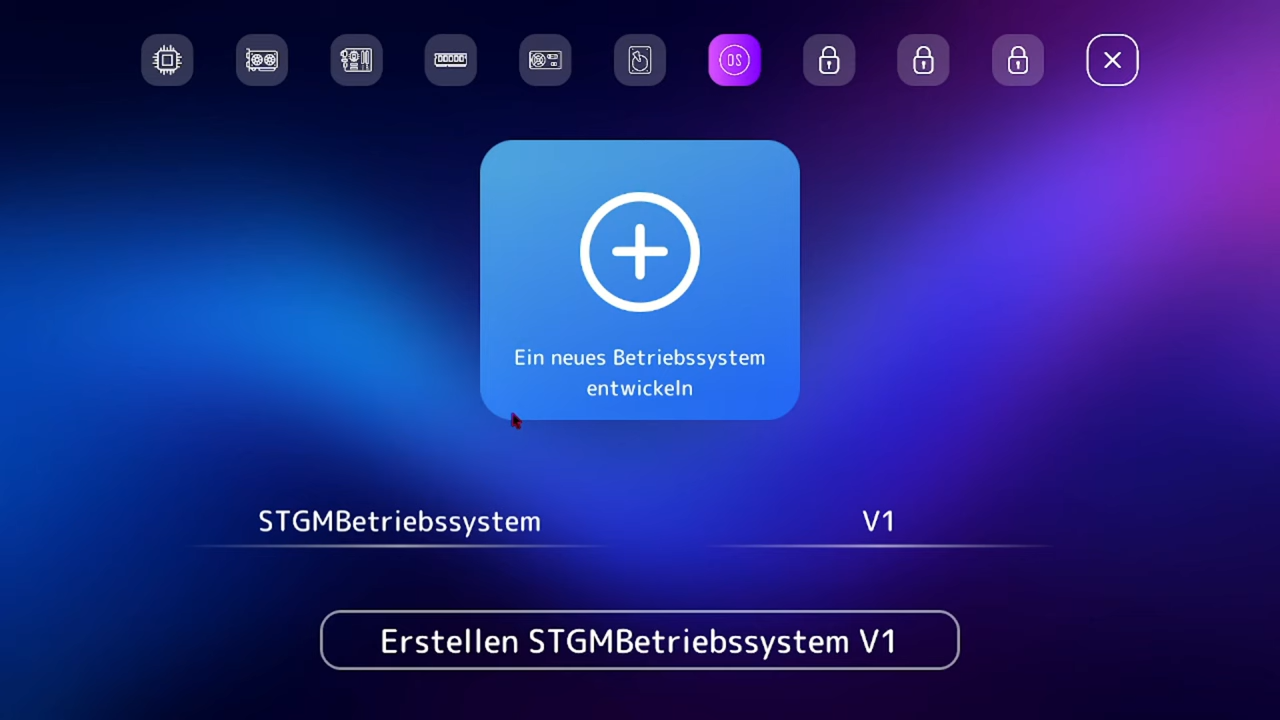 OS
Ein neues Betriebssystem
entwickeln
STGMBetriebssystem
V1
Erstellen STGMBetriebssystem V1